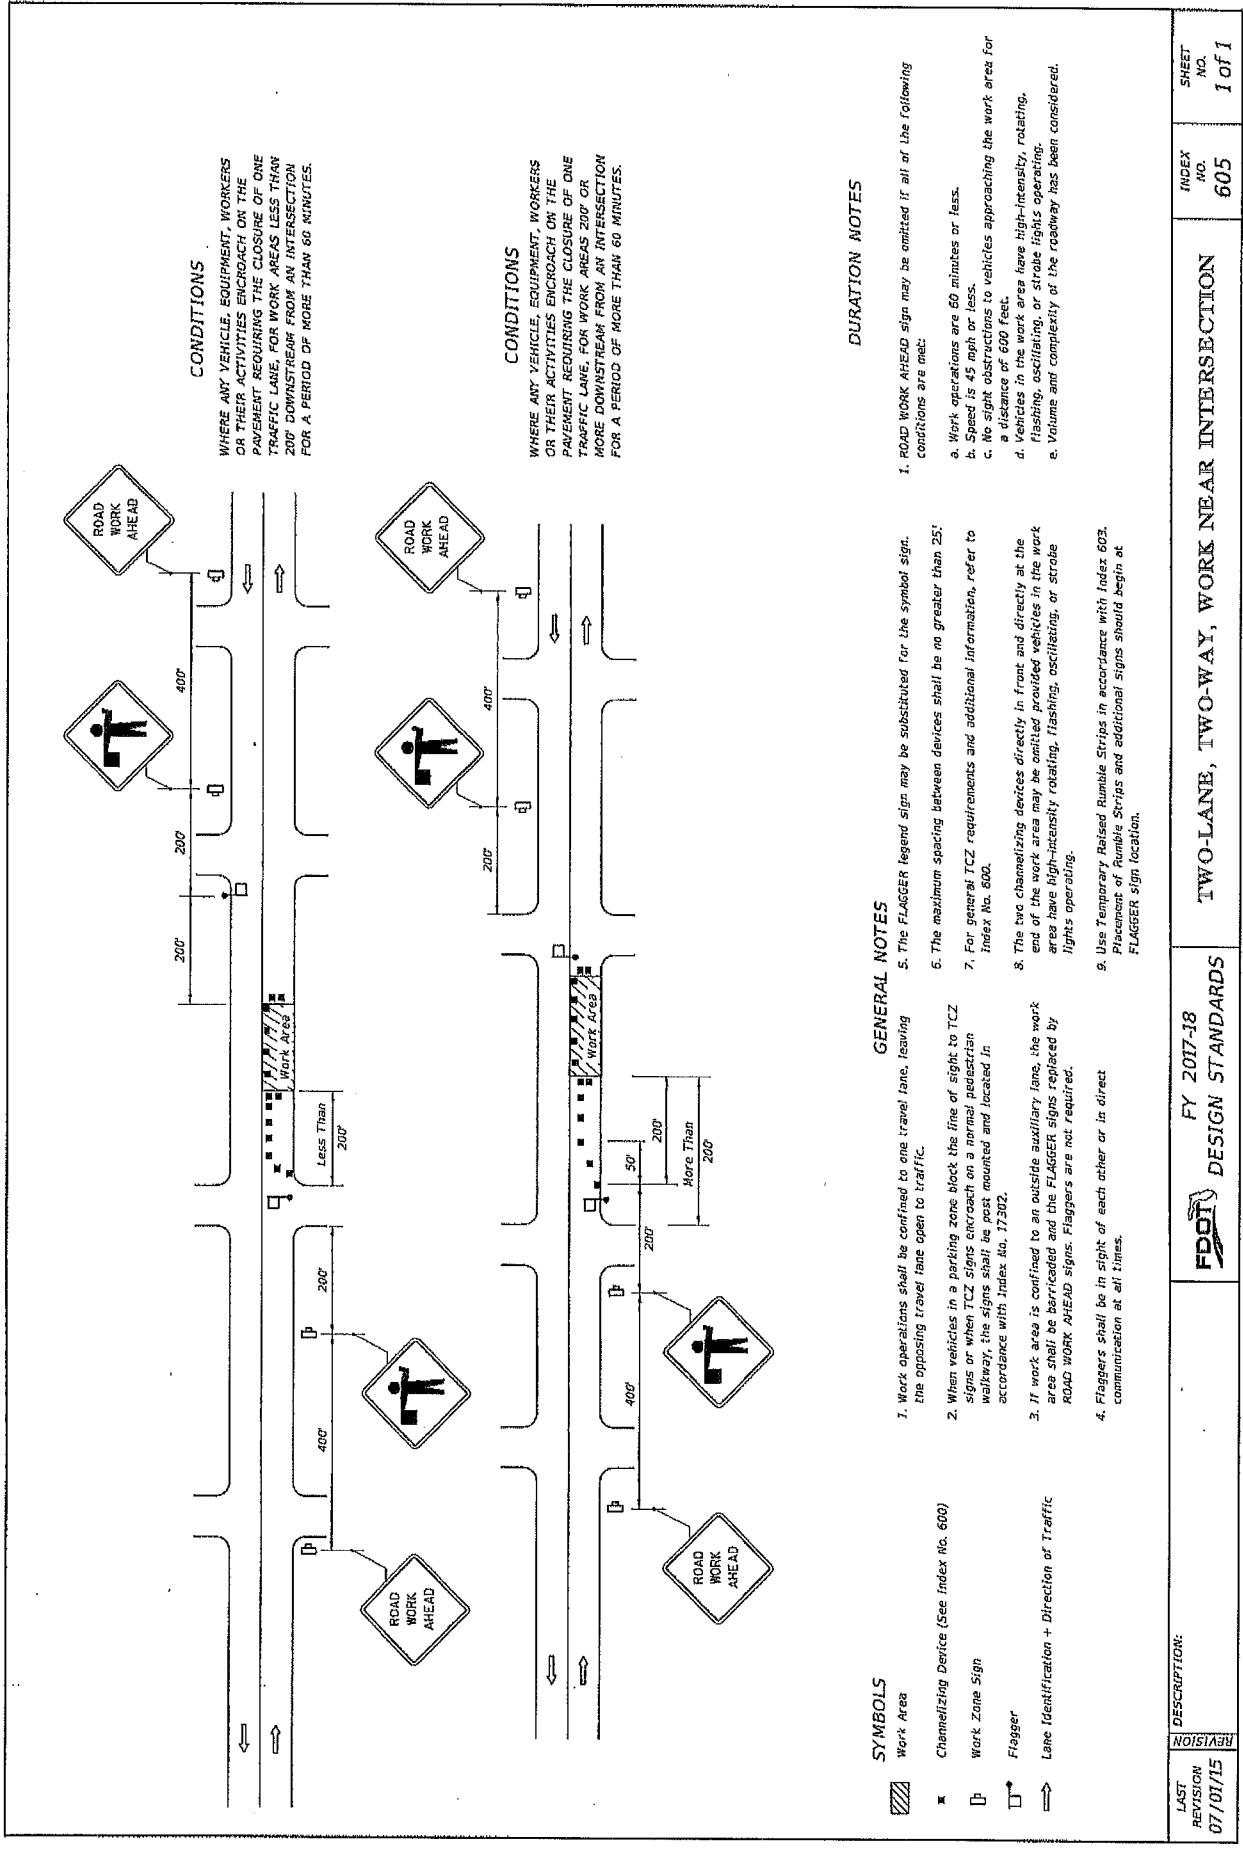 ROAD
WORK
AHEAD
400'
200'
200'
Work Area
Less Than
200'
200'
400'
ROAD
WORK
AHEAD
CONDITIONS
WHERE ANY VEHICLE, EQUIPMENT, WORKERS
OR THEIR ACTIVITIES ENCROACH ON THE
PAVEMENT REQUIRING THE CLOSURE OF ONE
TRAFFIC LANE, FOR WORK AREAS LESS THAN
200' DOWNSTREAM FROM AN INTERSECTION
FOR A PERIOD OF MORE THAN 60 MINUTES.
ROAD
WORK
AHEAD
400'
200'
Work Area
50'
200'
More Than
200'
200'
400'
ROAD
WORK
AHEAD
CONDITIONS
WHERE ANY VEHICLE, EQUIPMENT, WORKERS
OR THEIR ACTIVITIES ENCROACH ON THE
PAVEMENT REQUIRING THE CLOSURE OF ONE
TRAFFIC LANE, FOR WORK AREAS 200' OR
MORE DOWNSTREAM FROM AN INTERSECTION
FOR A PERIOD OF MORE THAN 60 MINUTES.
SYMBOLS
Work Area
Channelizing Device (See Index No. 600)
Work Zone Sign
Flagger
Lane Identification + Direction of Traffic
GENERAL NOTES
1. Work operations shall be confined to one travel lane, leaving
the opposing travel lane open to traffic.
2. When vehicles in a parking zone block the line of sight to TCZ
signs or when TCZ signs encroach on a normal pedestrian
walkway, the signs shall be post mounted and located in
accordance with Index No. 17302.
3. If work area is confined to an outside auxiliary lane, the work
area shall be barricaded and the FLAGGER signs replaced by
ROAD WORK AHEAD signs. Flaggers are not required.
4. Flaggers shall be in sight of each other or in direct
communication at all times.
5. The FLAGGER legend sign may be substituted for the symbol sign.
6. The maximum spacing between devices shall be no greater than 25'.
7. For general TCZ requirements and additional information, refer to
Index No. 600.
8. The two channelizing devices directly in front and directly at the
end of the work area may be omitted provided vehicles in the work
area have high-intensity rotating, flashing, oscillating, or strobe
lights operating.
9. Use Temporary Raised Rumble Strips in accordance with Index 603.
Placement of Rumble Strips and additional signs should begin at
FLAGGER sign location.
DURATION NOTES
1. ROAD WORK AHEAD sign may be omitted if all of the following
conditions are met:
a. Work operations are 60 minutes or less.
b. Speed is 45 mph or less.
c. No sight obstructions to vehicles approaching the work area for
a distance of 600 feet.
d. Vehicles in the work area have high-intensity, rotating,
flashing, oscillating, or strobe lights operating.
e. Volume and complexity of the roadway has been considered.
LAST
REVISION
07/01/15
REVISION
DESCRIPTION:
FDOT
FY 2017-18
DESIGN STANDARDS
TWO-LANE, TWO-WAY, WORK NEAR INTERSECTION
INDEX
NO.
605
SHEET
NO.
1 of 1